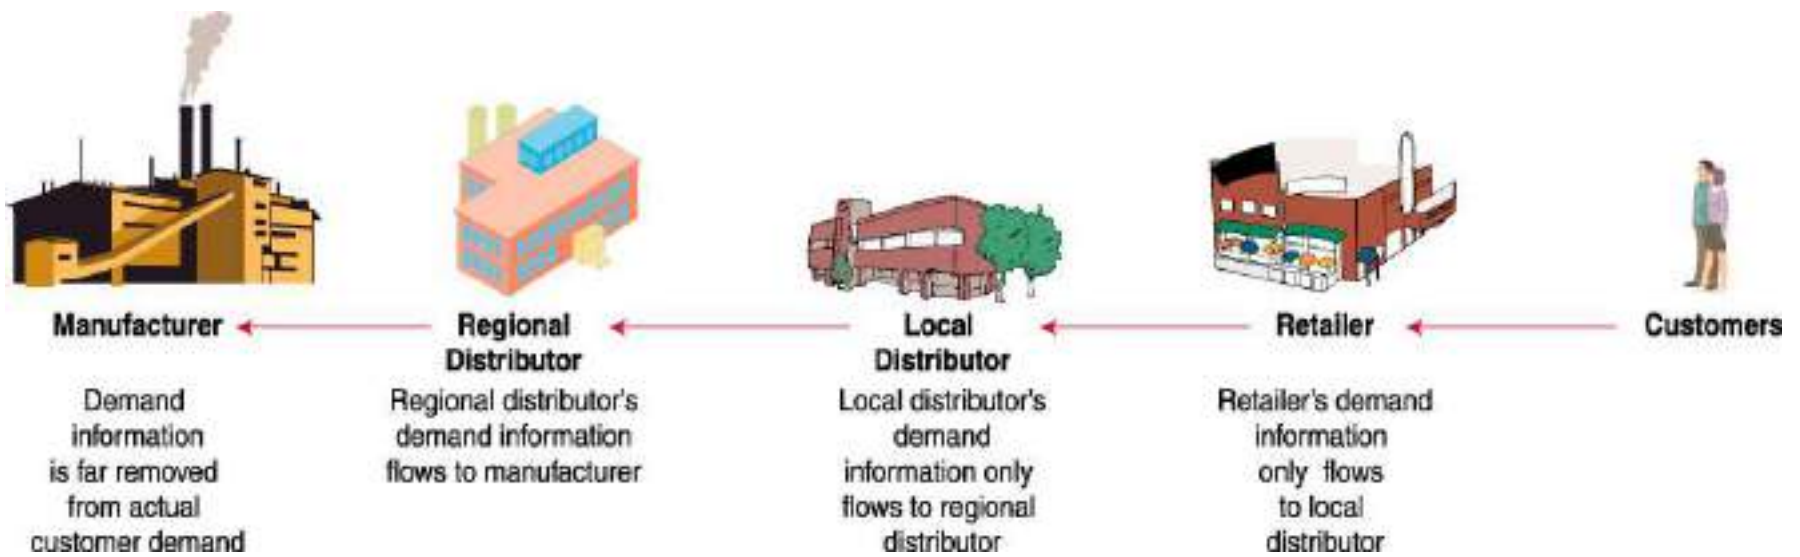 Manufacturer
Regional
Distributor
Local
Distributor
Retailer
Customers
Demand
information
is far removed
from actual
customer demand
Regional distributor's
demand information
flows to manufacturer
Local distributor's
demand
information only
flows to regional
distributor
Retailer's demand
information
only flows
to local
distributor